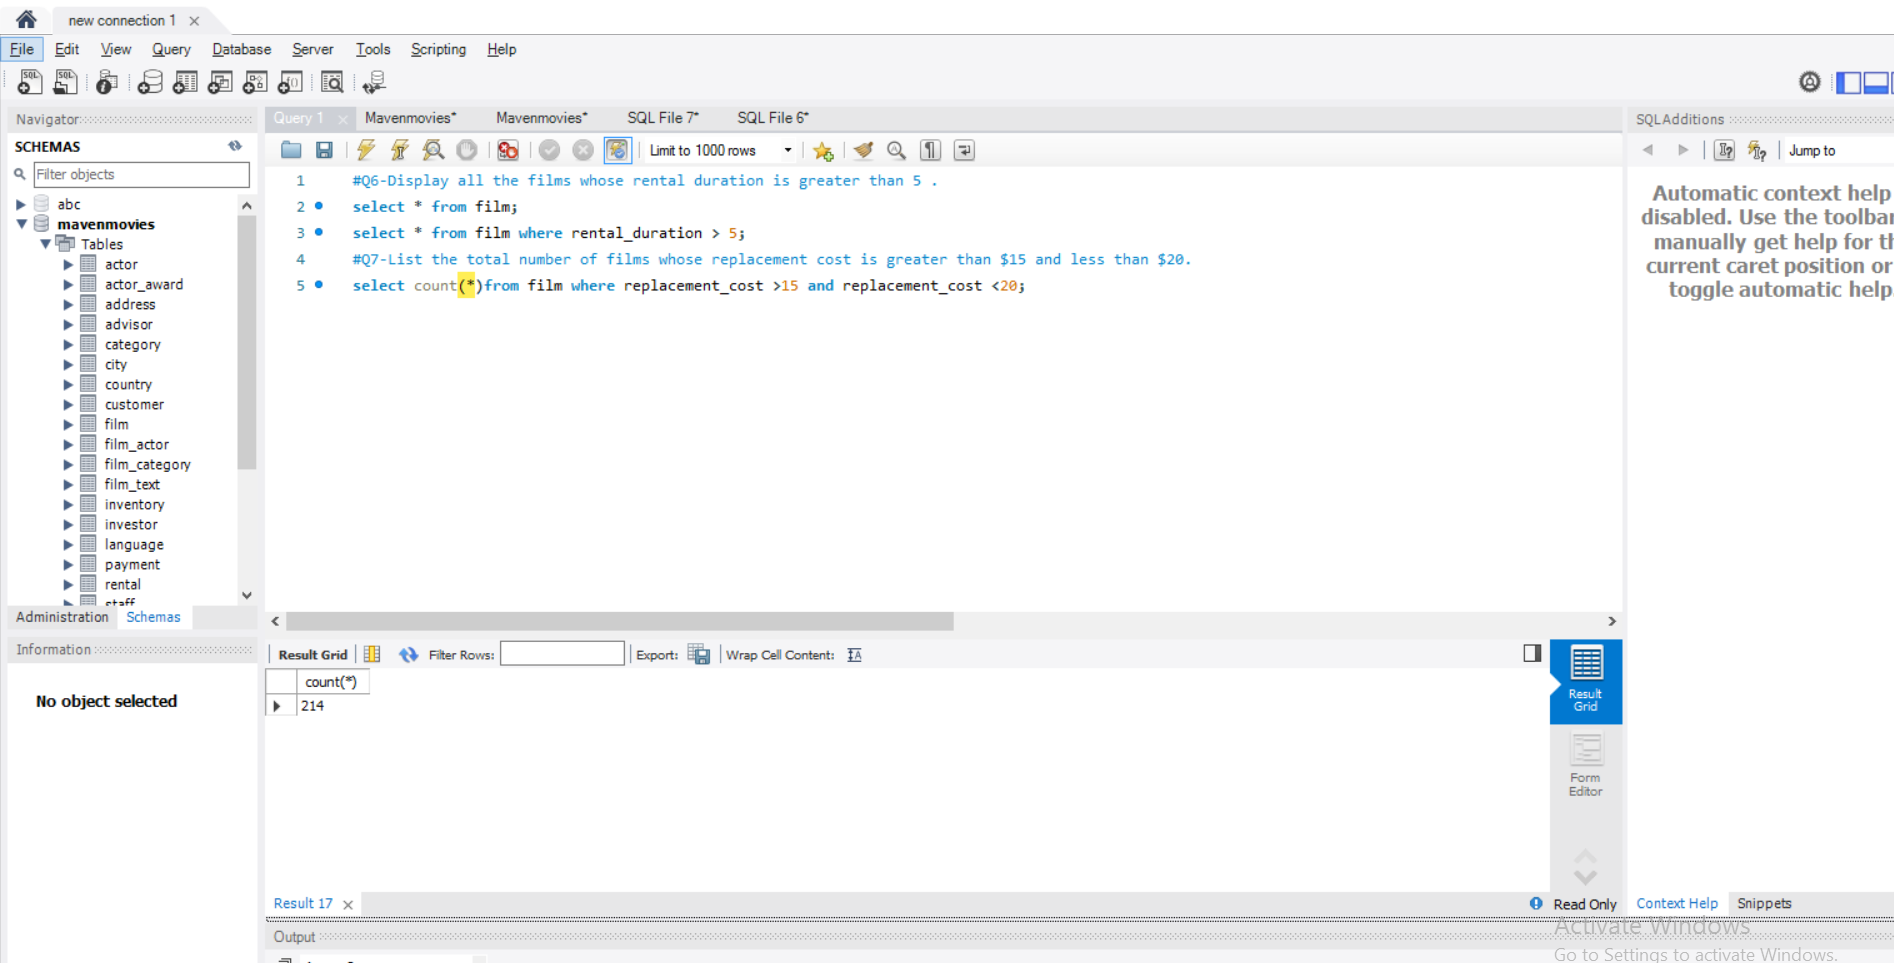 new connection 1
File Edit View Query Database Server Tools Scripting Help
Navigator
SCHEMAS
Filter objects
abc
mavenmovies
Tables
actor
actor_award
address
advisor
category
city
country
customer
film
film_actor
film_category
film_text
inventory
investor
language
payment
rental
staff
Administration Schemas
Information
No object selected
Query 1 Mavenmovies* Mavenmovies* SQL File 7* SQL File 6*
Limit to 1000 rows
1 #Q6-Display all the films whose rental duration is greater than 5 .
2 select * from film;
3 select * from film where rental_duration > 5;
4 #Q7-List the total number of films whose replacement cost is greater than $15 and less than $20.
5 select count(*)from film where replacement_cost >15 and replacement_cost <20;
Result Grid Filter Rows: Export: Wrap Cell Content:
count(*)
214
Result
Grid
Form
Editor
Result 17
Read Only
Output
SQLAdditions
Jump to
Automatic context help
disabled. Use the toolbar
manually get help for th
current caret position or
toggle automatic help.
Context Help Snippets
Activate Windows
Go to Settings to activate Windows.